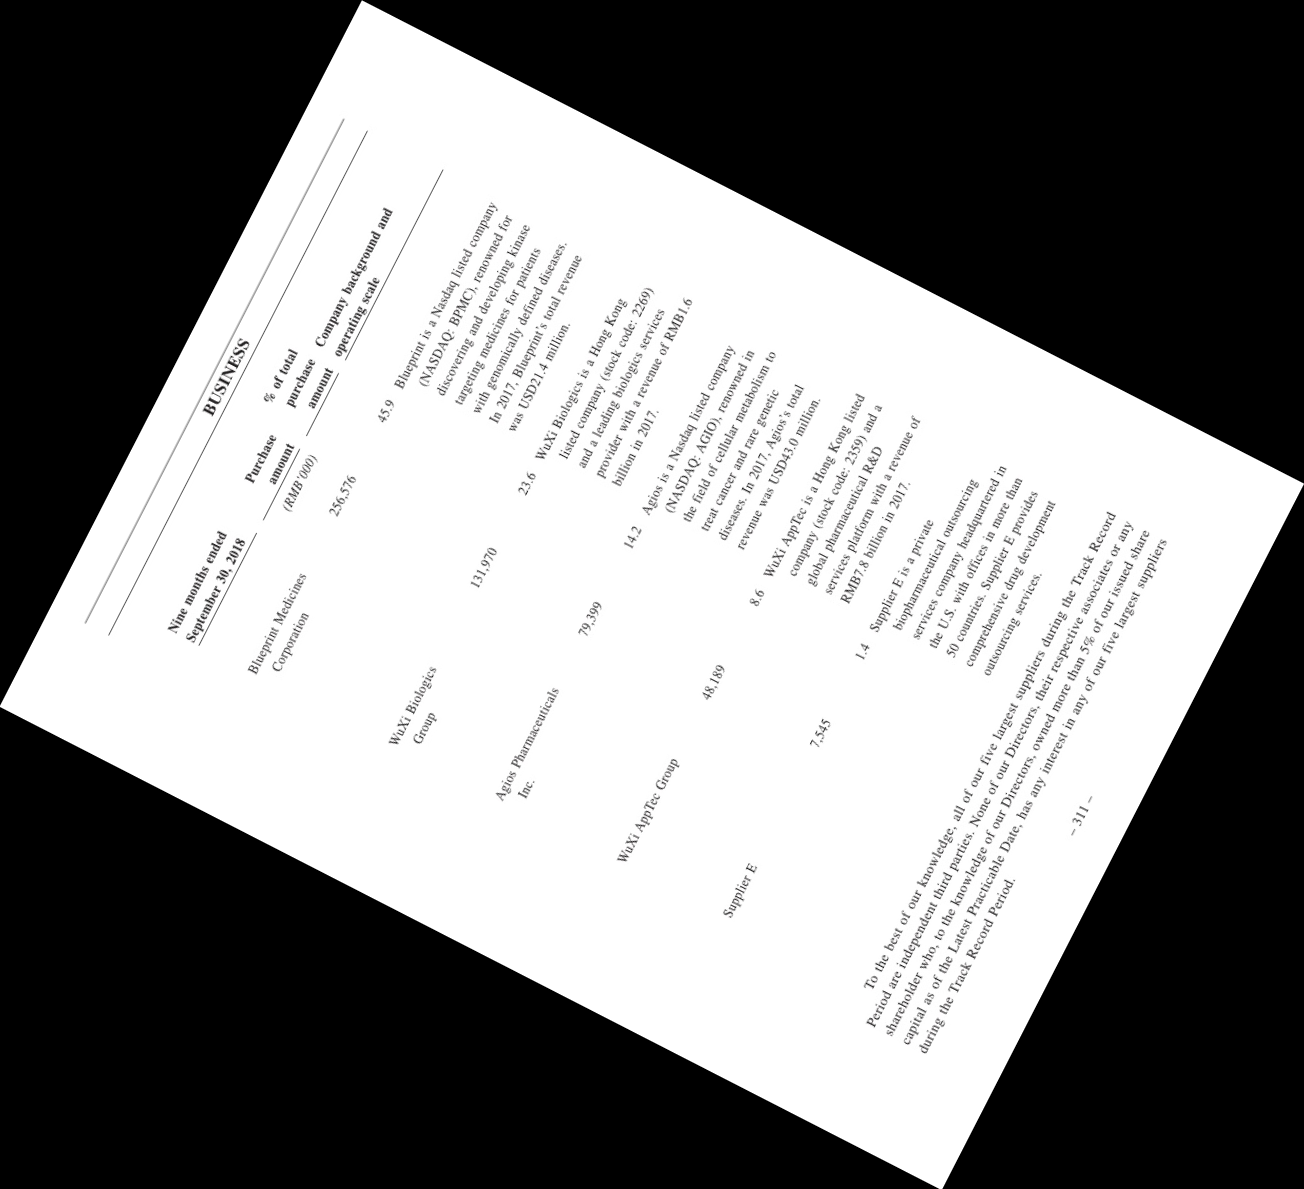 BUSINESS
Nine months ended
September 30, 2018
Purchase
amount
% of total
purchase
amount
Company background and
operating scale
(RMB'000)
Blueprint Medicines
Corporation
256,576
45.9
Blueprint is a Nasdaq listed company
(NASDAQ: BPMC), renowned for
discovering and developing kinase
targeting medicines for patients
with genomically defined diseases.
In 2017, Blueprint's total revenue
was USD21.4 million.
WuXi Biologics
Group
131,970
23.6
WuXi Biologics is a Hong Kong
listed company (stock code: 2269)
and a leading biologics services
provider with a revenue of RMB1.6
billion in 2017.
Agios Pharmaceuticals
Inc.
79,399
14.2
Agios is a Nasdaq listed company
(NASDAQ: AGIO), renowned in
the field of cellular metabolism to
treat cancer and rare genetic
diseases. In 2017, Agios's total
revenue was USD43.0 million.
WuXi AppTec Group
48,189
8.6
WuXi AppTec is a Hong Kong listed
company (stock code: 2359) and a
global pharmaceutical R&D
services platform with a revenue of
RMB7.8 billion in 2017.
Supplier E
7,545
1.4
Supplier E is a private
biopharmaceutical outsourcing
services company headquartered in
the U.S. with offices in more than
50 countries. Supplier E provides
comprehensive drug development
outsourcing services.
To the best of our knowledge, all of our five largest suppliers during the Track Record
Period are independent third parties. None of our Directors, their respective associates or any
shareholder who, to the knowledge of our Directors, owned more than 5% of our issued share
capital as of the Latest Practicable Date, has any interest in any of our five largest suppliers
during the Track Record Period.
– 311 –